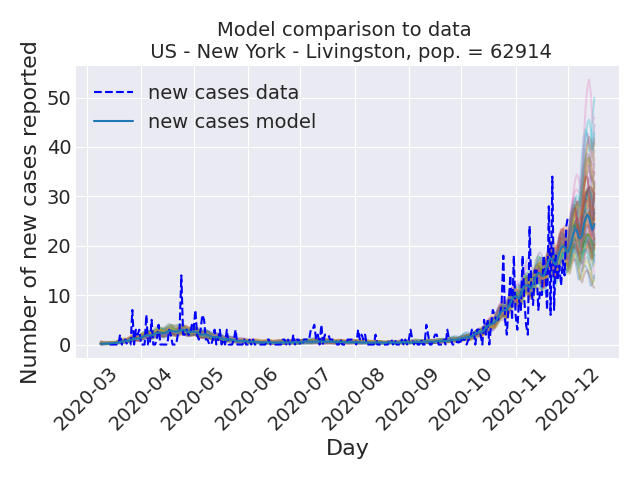 Model comparison to data
US - New York - Livingston, pop. = 62914
Number of new cases reported
50
40
30
20
10
0
new cases data
new cases model
2020-03
2020-04
2020-05
2020-06
2020-07
2020-08
2020-09
2020-10
2020-11
2020-12
Day